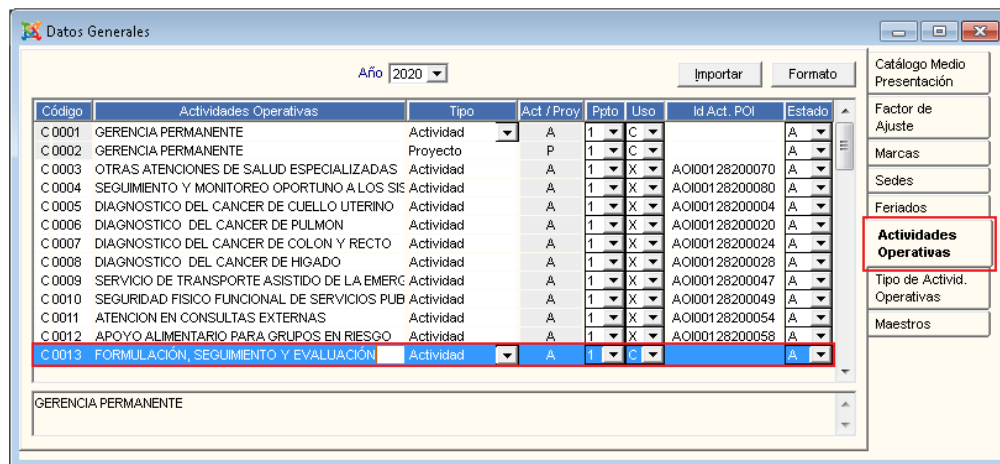 Datos Generales
Año 2020
Importar Formato
Código Actividades Operativas Tipo Act / Proy Ppto Uso Id Act. POI Estado
C 0001 GERENCIA PERMANENTE Actividad A 1 C A
C 0002 GERENCIA PERMANENTE Proyecto P 1 C A
C 0003 OTRAS ATENCIONES DE SALUD ESPECIALIZADAS Actividad A 1 X AOI00128200070 A
C 0004 SEGUIMIENTO Y MONITOREO OPORTUNO A LOS SIS Actividad A 1 X AOI00128200080 A
C 0005 DIAGNOSTICO DEL CANCER DE CUELLO UTERINO Actividad A 1 X AOI00128200004 A
C 0006 DIAGNOSTICO DEL CANCER DE PULMON Actividad A 1 X AOI00128200020 A
C 0007 DIAGNOSTICO DEL CANCER DE COLON Y RECTO Actividad A 1 X AOI00128200024 A
C 0008 DIAGNOSTICO DEL CANCER DE HIGADO Actividad A 1 X AOI00128200028 A
C 0009 SERVICIO DE TRANSPORTE ASISTIDO DE LA EMERG Actividad A 1 X AOI00128200047 A
C 0010 SEGURIDAD FISICO FUNCIONAL DE SERVICIOS PUB Actividad A 1 X AOI00128200049 A
C 0011 ATENCION EN CONSULTAS EXTERNAS Actividad A 1 X AOI00128200054 A
C 0012 APOYO ALIMENTARIO PARA GRUPOS EN RIESGO Actividad A 1 X AOI00128200058 A
C 0013 FORMULACIÓN, SEGUIMIENTO Y EVALUACIÓN Actividad A 1 C A
GERENCIA PERMANENTE
Catálogo Medio
Presentación
Factor de
Ajuste
Marcas
Sedes
Feriados
Actividades
Operativas
Tipo de Activid.
Operativas
Maestros